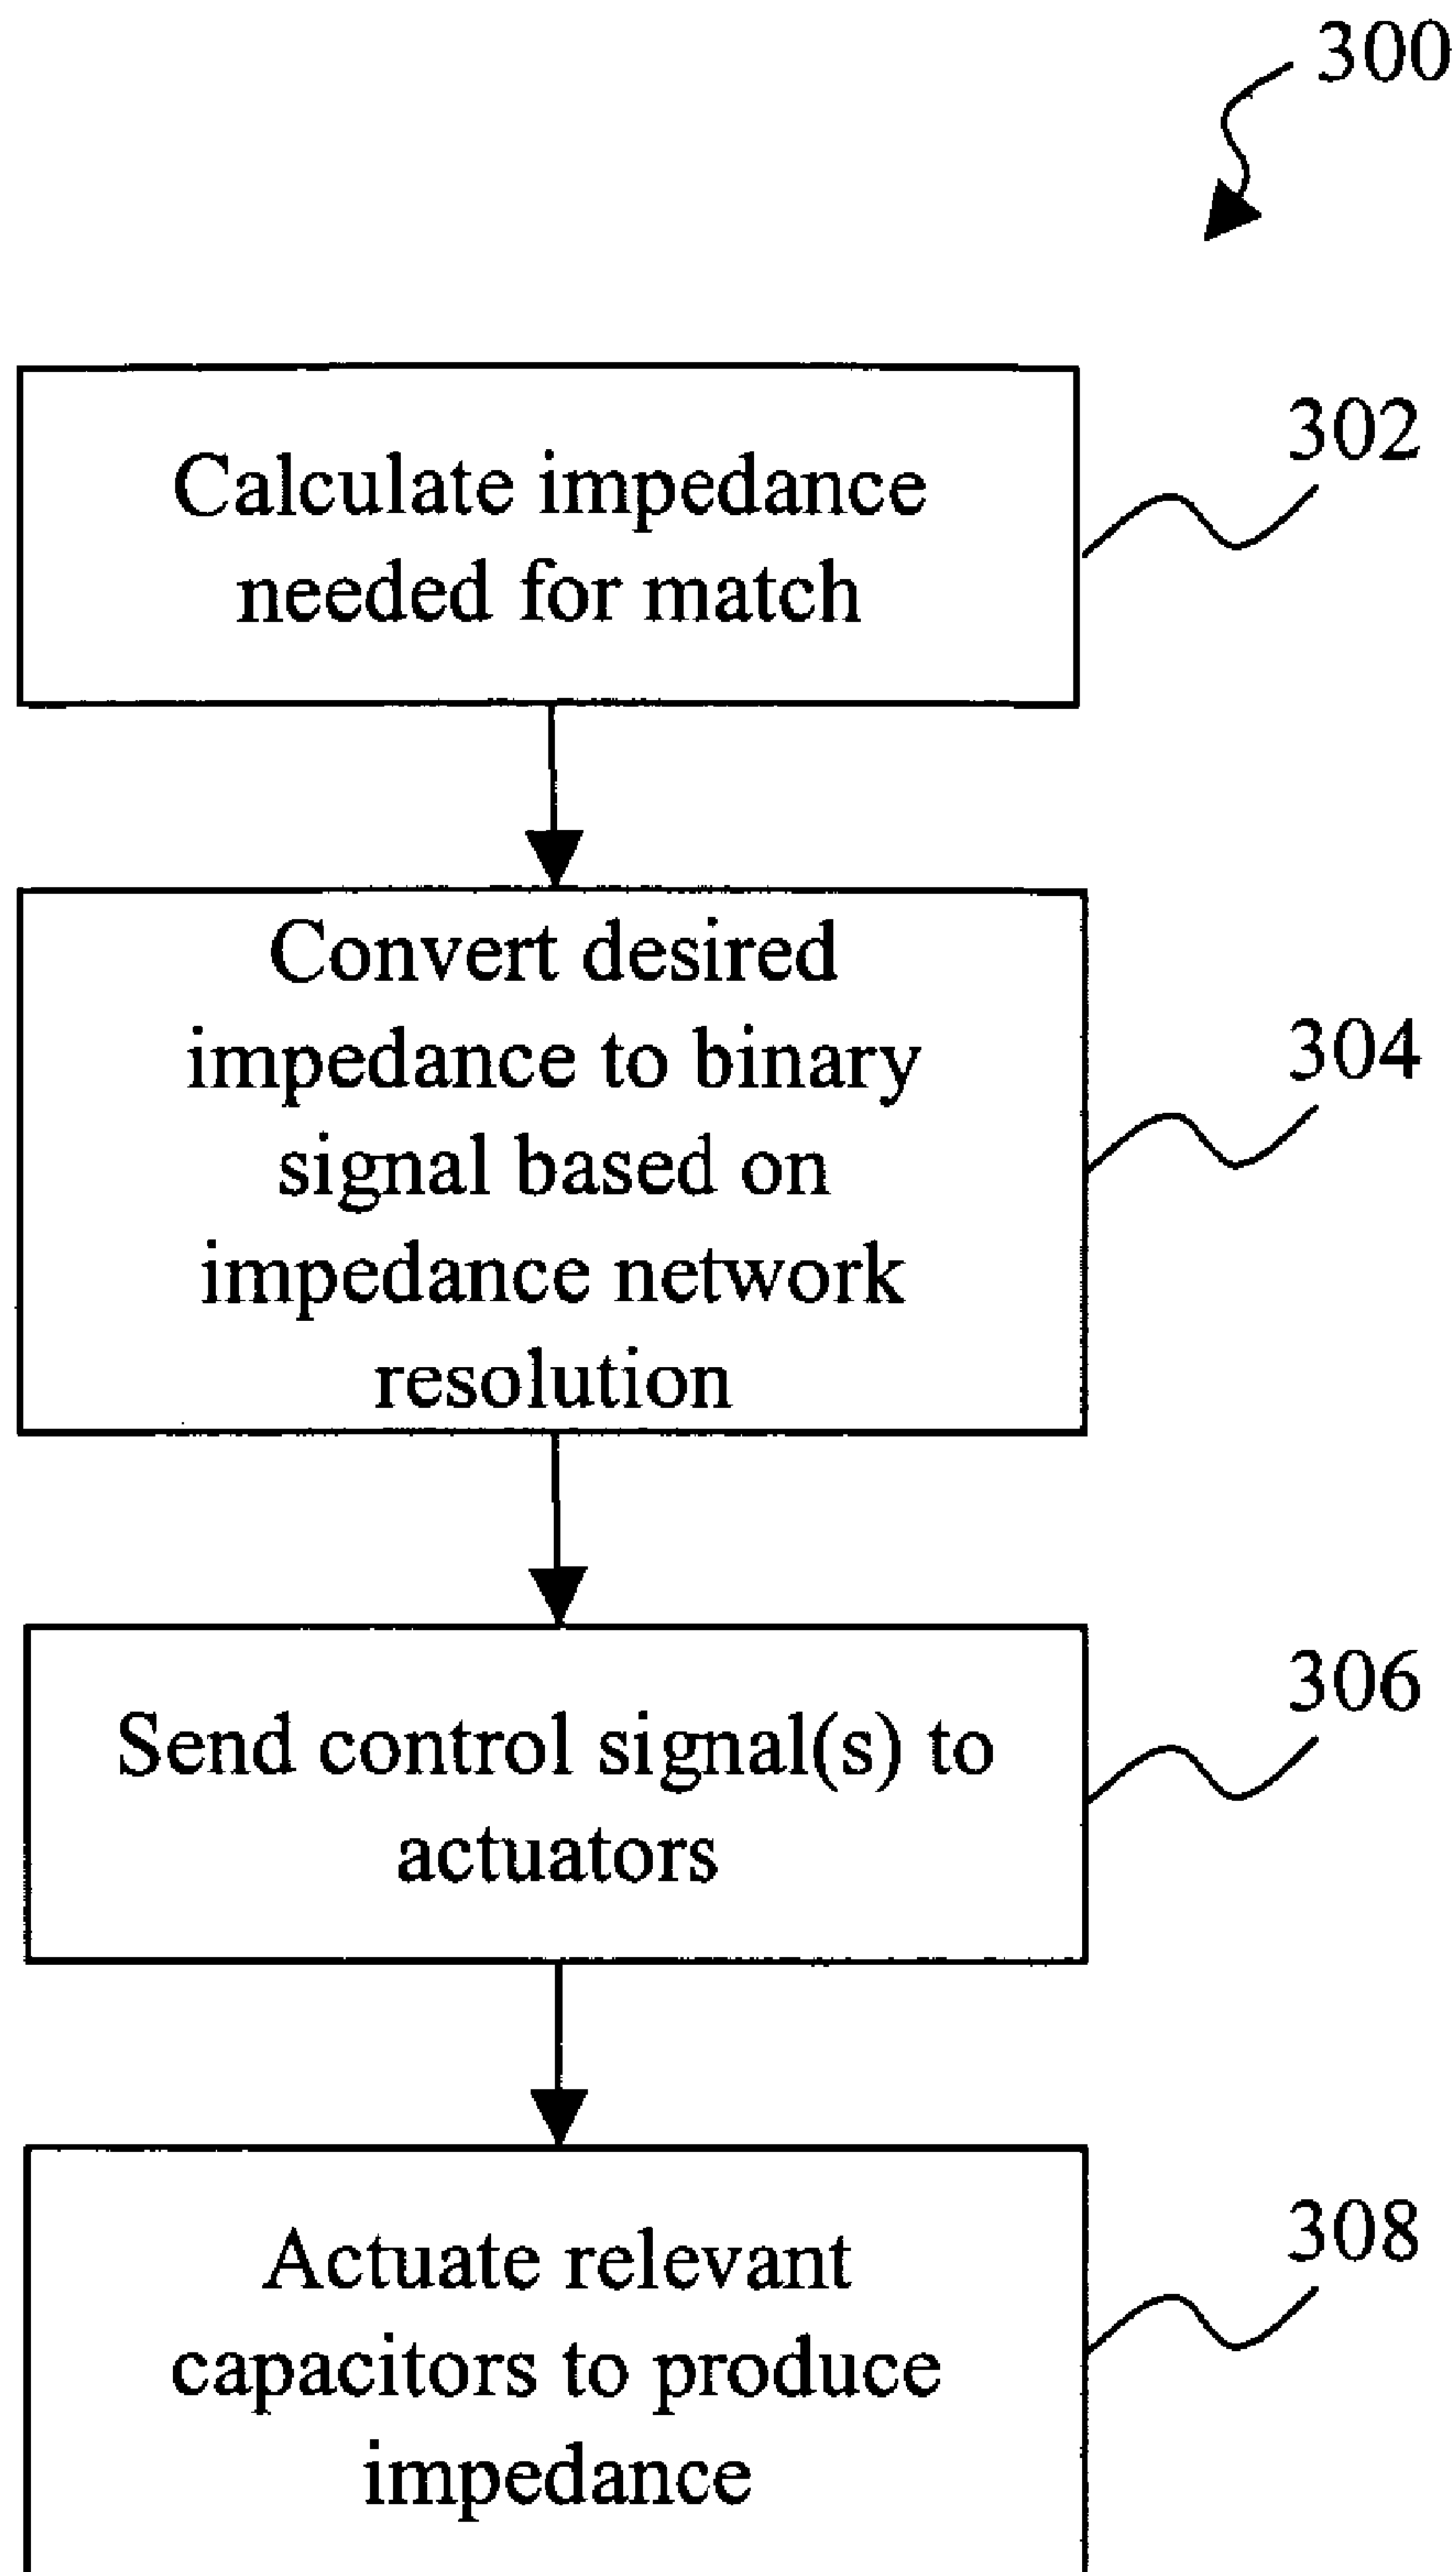 300
Calculate impedance
needed for match
302
Convert desired
impedance to binary
signal based on
impedance network
resolution
304
Send control signal(s) to
actuators
306
Actuate relevant
capacitors to produce
impedance
308